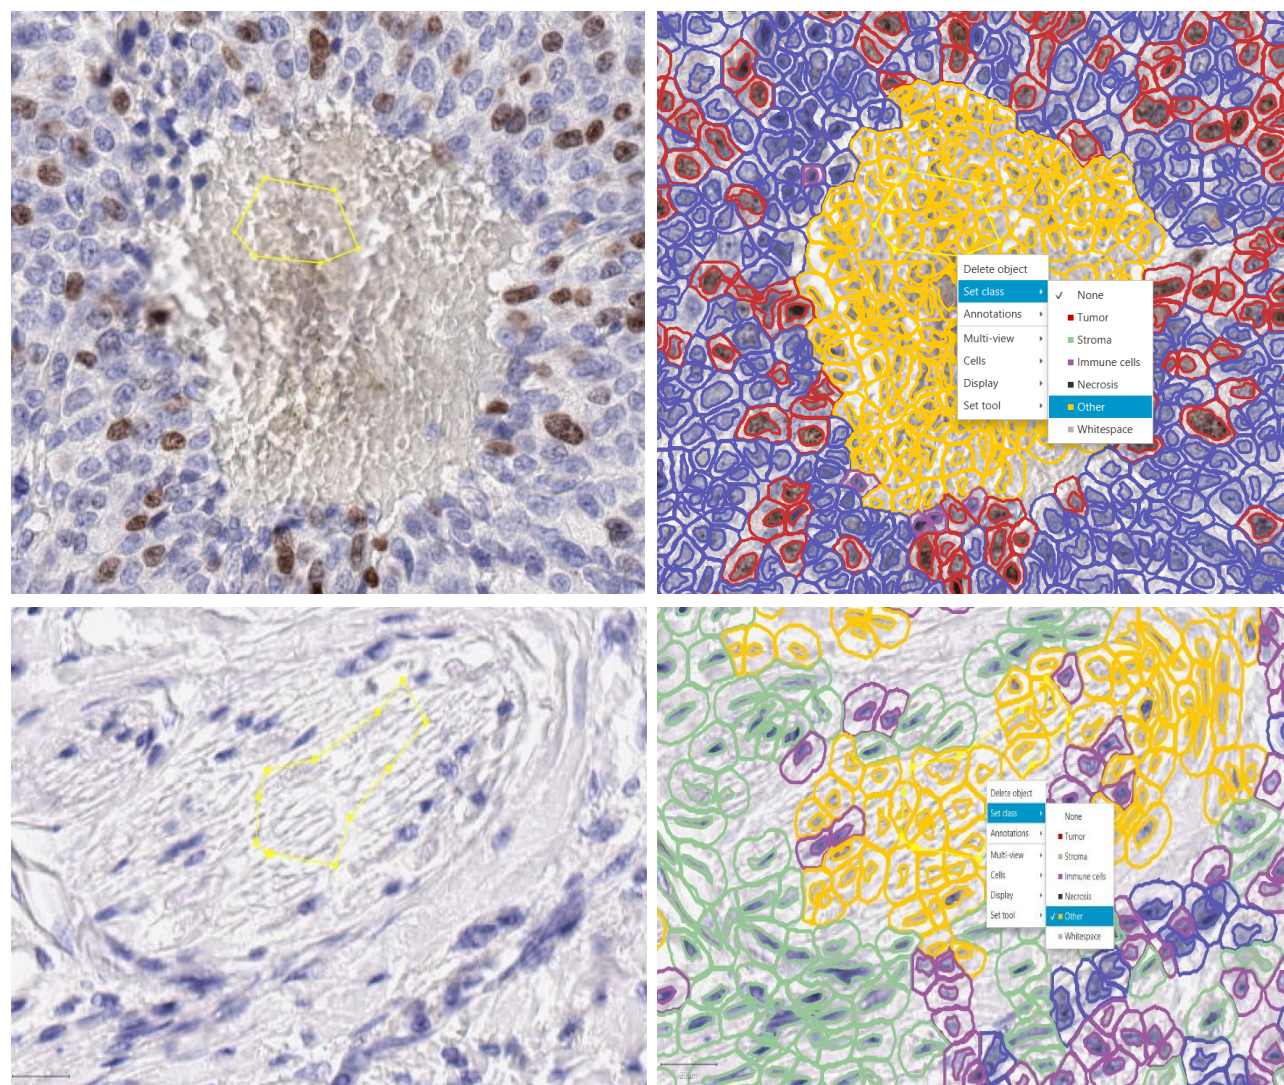 Delete object
Set class
Annotations
Multi-view
Cells
Display
Set tool
✓ None
Tumor
Stroma
Immune cells
Necrosis
Other
Whitespace
Delete object
Set class
Annotations
Multi-view
Cells
Display
Set tool
None
Tumor
Stroma
Immune cells
Necrosis
✓ Other
Whitespace